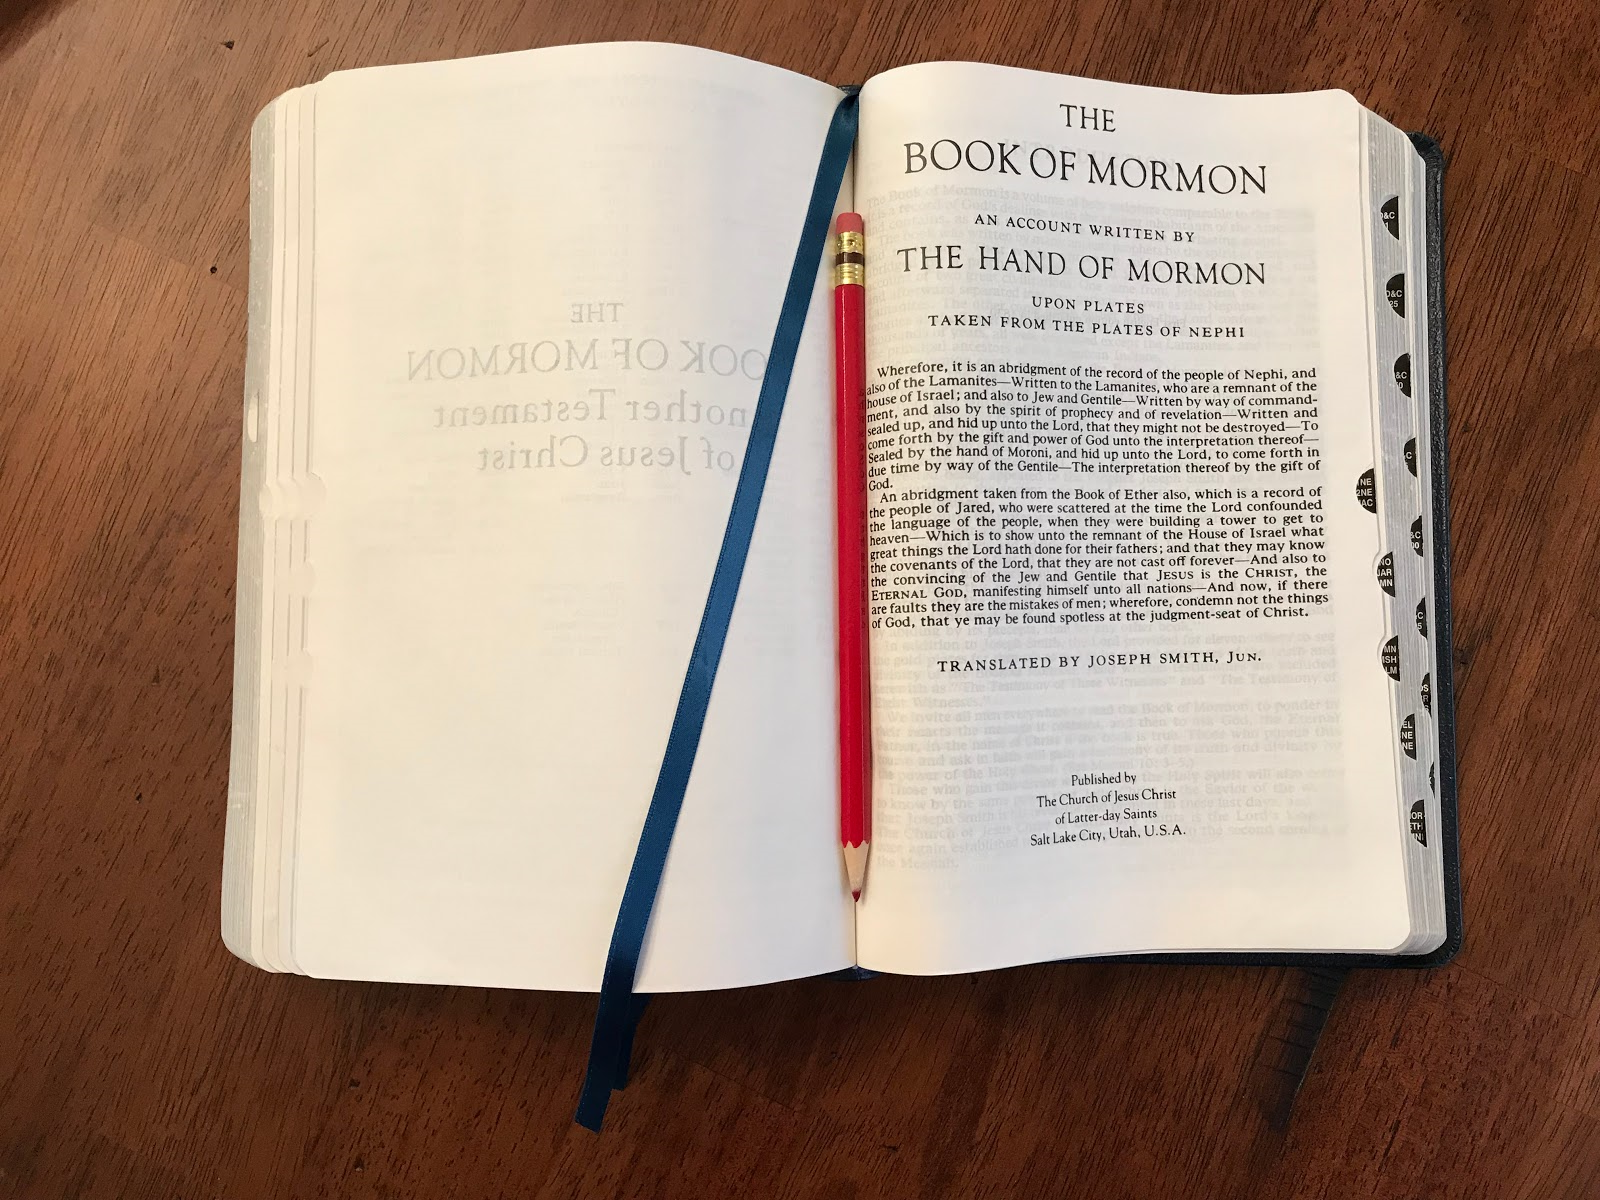 THE
OOK OF MORMON
nother Testament
of Jesus Christ
THE
BOOK OF MORMON
AN ACCOUNT WRITTEN BY
THE HAND OF MORMON
UPON PLATES
TAKEN FROM THE PLATES OF NEPHI
Wherefore, it is an abridgment of the record of the people of Nephi, and
also of the Lamanites—Written to the Lamanites, who are a remnant of the
house of Israel; and also to Jew and Gentile—Written by way of command-
ment, and also by the spirit of prophecy and of revelation—Written and
sealed up, and hid up unto the Lord, that they might not be destroyed—To
come forth by the gift and power of God unto the interpretation thereof—
Sealed by the hand of Moroni, and hid up unto the Lord, to come forth in
due time by way of the Gentile—The interpretation thereof by the gift of
God.
An abridgment taken from the Book of Ether also, which is a record of
the people of Jared, who were scattered at the time the Lord confounded
the language of the people, when they were building a tower to get to
heaven—Which is to show unto the remnant of the House of Israel what
great things the Lord hath done for their fathers; and that they may know
the covenants of the Lord, that they are not cast off forever—And also to
the convincing of the Jew and Gentile that JESUS is the CHRIST, the
ETERNAL GOD, manifesting himself unto all nations—And now, if there
are faults they are the mistakes of men; wherefore, condemn not the things
of God, that ye may be found spotless at the judgment-seat of Christ.
TRANSLATED BY JOSEPH SMITH, JUN.
Published by
The Church of Jesus Christ
of Latter-day Saints
Salt Lake City, Utah, U.S.A.
D&C
D&C
25
NE
2NE
JAC